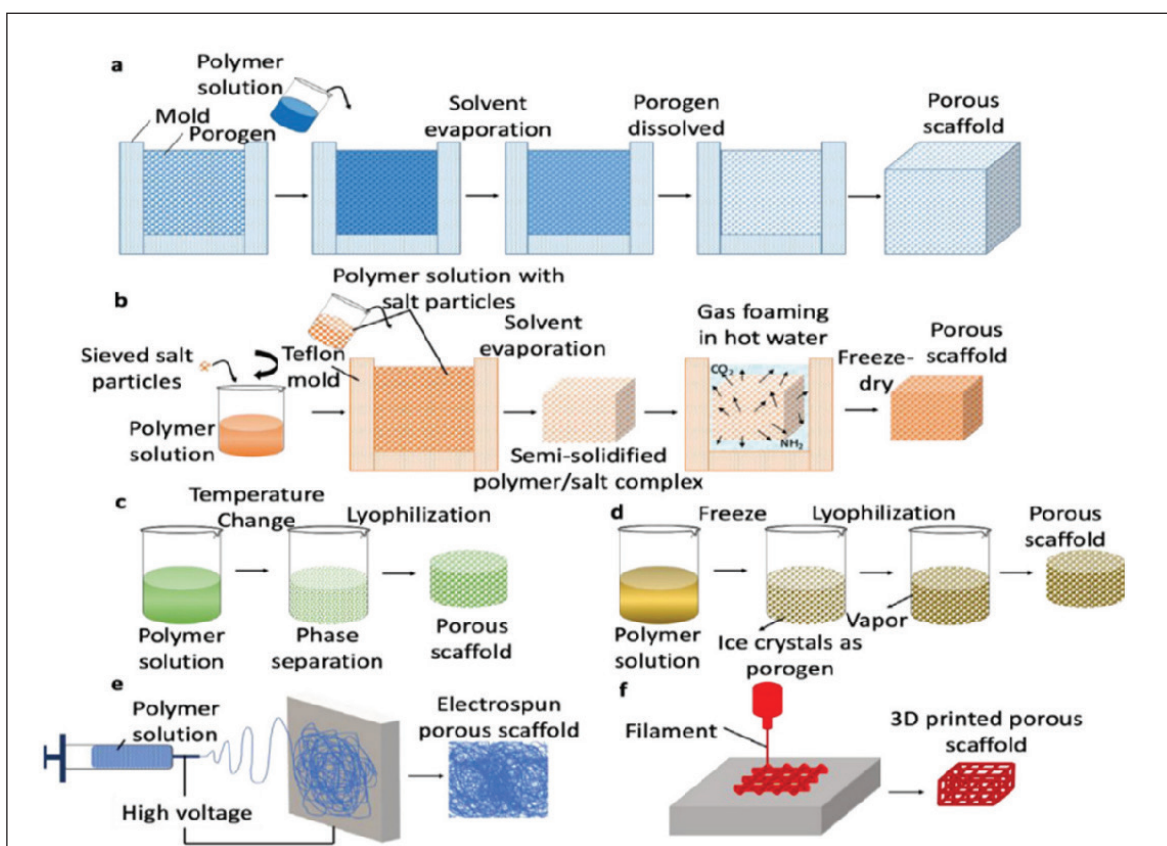 a
Polymer
solution
Mold
Porogen
Solvent
evaporation
Porogen
dissolved
Porous
scaffold
b
Polymer solution with
salt particles
Sieved salt
particles
Teflon
mold
Polymer
solution
Solvent
evaporation
Semi-solidified
polymer/salt complex
Gas foaming
in hot water
CO₂
NH₂
Freeze-
dry
Porous
scaffold
c
Temperature
Change
Lyophilization
Polymer
solution
Phase
separation
Porous
scaffold
d
Freeze
Lyophilization
Porous
scaffold
Polymer
solution
Ice crystals as
porogen
Vapor
e
Polymer
solution
High voltage
Electrospun
porous scaffold
f
Filament
3D printed porous
scaffold